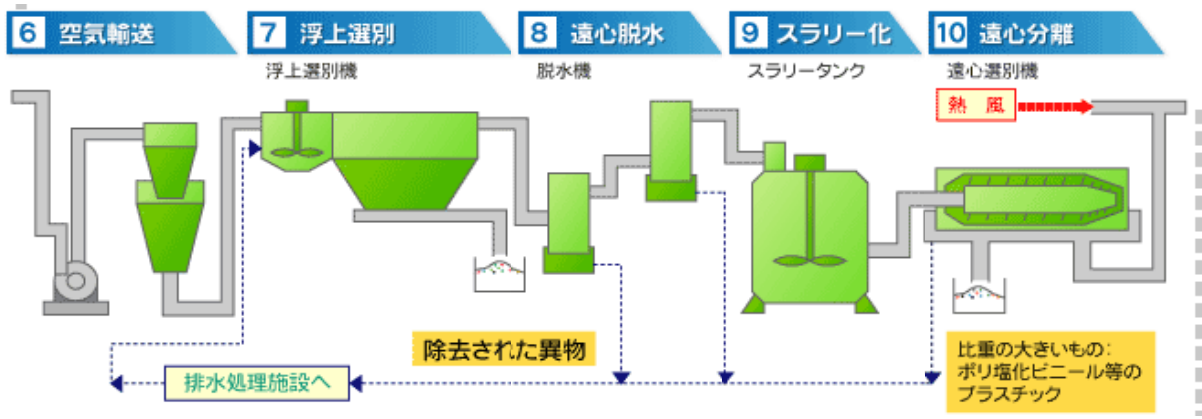 6 空気輸送
7 浮上選別
8 遠心脱水
9 スラリー化
10 遠心分離
浮上選別機
脱水機
スラリータンク
遠心選別機
熱 風
除去された異物
排水処理施設へ
比重の大きいもの:
ポリ塩化ビニール等の
プラスチック